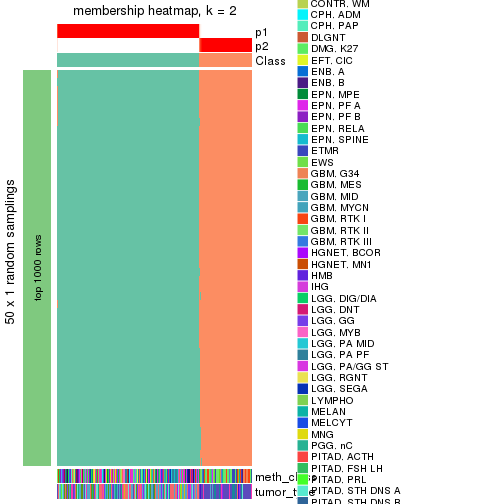 membership heatmap, k = 2
p1
p2
Class
50 x 1 random samplings
top 1000 rows
meth_cl
tumor_t
CONTR. WM
CPH. ADM
CPH. PAP
DLGNT
DMG. K27
EFT. CIC
ENB. A
ENB. B
EPN. MPE
EPN. PF A
EPN. PF B
EPN. RELA
EPN. SPINE
ETMR
EWS
GBM. G34
GBM. MES
GBM. MID
GBM. MYCN
GBM. RTK I
GBM. RTK II
GBM. RTK III
HGNET. BCOR
HGNET. MN1
HMB
IHG
LGG. DIG/DIA
LGG. DNT
LGG. GG
LGG. MYB
LGG. PA MID
LGG. PA PF
LGG. PA/GG ST
LGG. RGNT
LGG. SEGA
LYMPHO
MELAN
MELCYT
MNG
PGG. nC
PITAD. ACTH
PITAD. FSH LH
PITAD. PRL
PITAD. STH DNS A
PITAD. STH DNS B